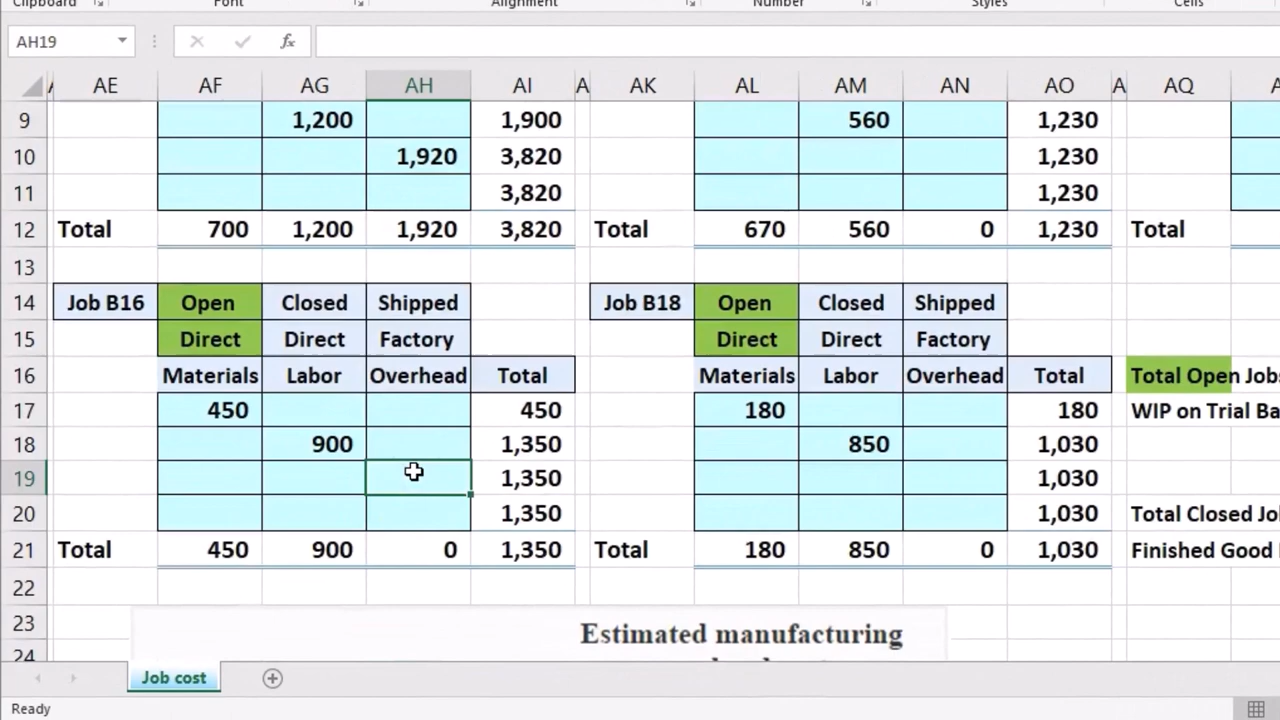 Clipboard Font Alignment Number Styles Cells
AH19 fx
AE AF AG AH AI A AK AL AM AN AO A AQ
9 1,200 1,900 560 1,230
10 1,920 3,820 1,230
11 3,820 1,230
12 Total 700 1,200 1,920 3,820 Total 670 560 0 1,230 Total
13
14 Job B16 Open Closed Shipped Job B18 Open Closed Shipped
15 Direct Direct Factory Direct Direct Factory
16 Materials Labor Overhead Total Materials Labor Overhead Total Total Open Jobs
17 450 450 180 180 WIP on Trial Ba
18 900 1,350 850 1,030
19 1,350 1,030
20 1,350 1,030 Total Closed Jo
21 Total 450 900 0 1,350 Total 180 850 0 1,030 Finished Good
22
23 Estimated manufacturing
24
Job cost
Ready